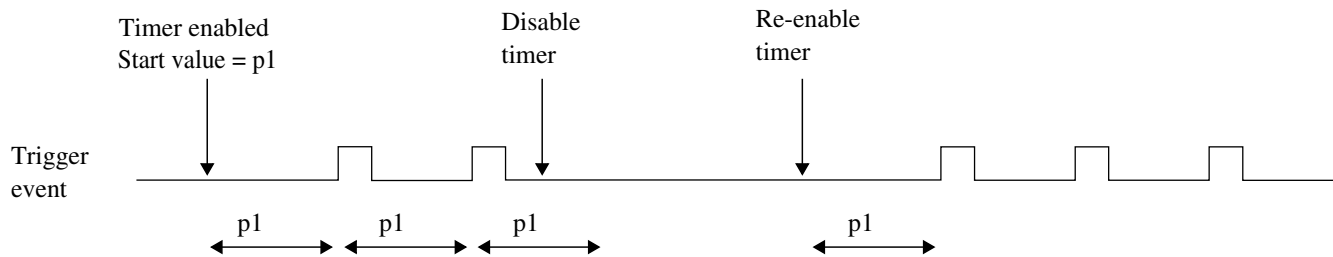 Timer enabled
Start value = p1
Disable
timer
Re-enable
timer
Trigger
event
p1
p1
p1
p1